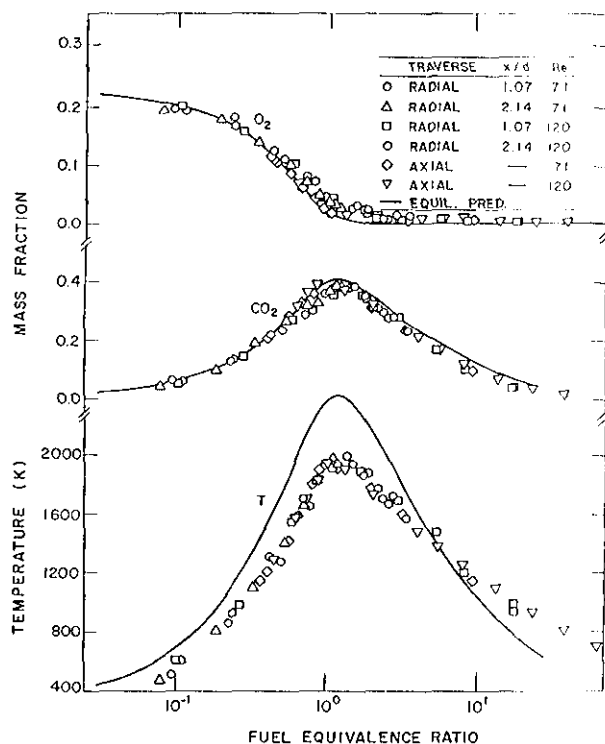 0.3
0.2
0.1
0.0
0.4
0.2
0.0
2000
1600
1200
800
400
MASS FRACTION
TEMPERATURE (K)
O2
CO2
T
TRAVERSE x/d Re
RADIAL 1.07 71
RADIAL 2.14 71
RADIAL 1.07 120
RADIAL 2.14 120
AXIAL — 71
AXIAL — 120
EQUIL. PRED.
10-1 100 101
FUEL EQUIVALENCE RATIO